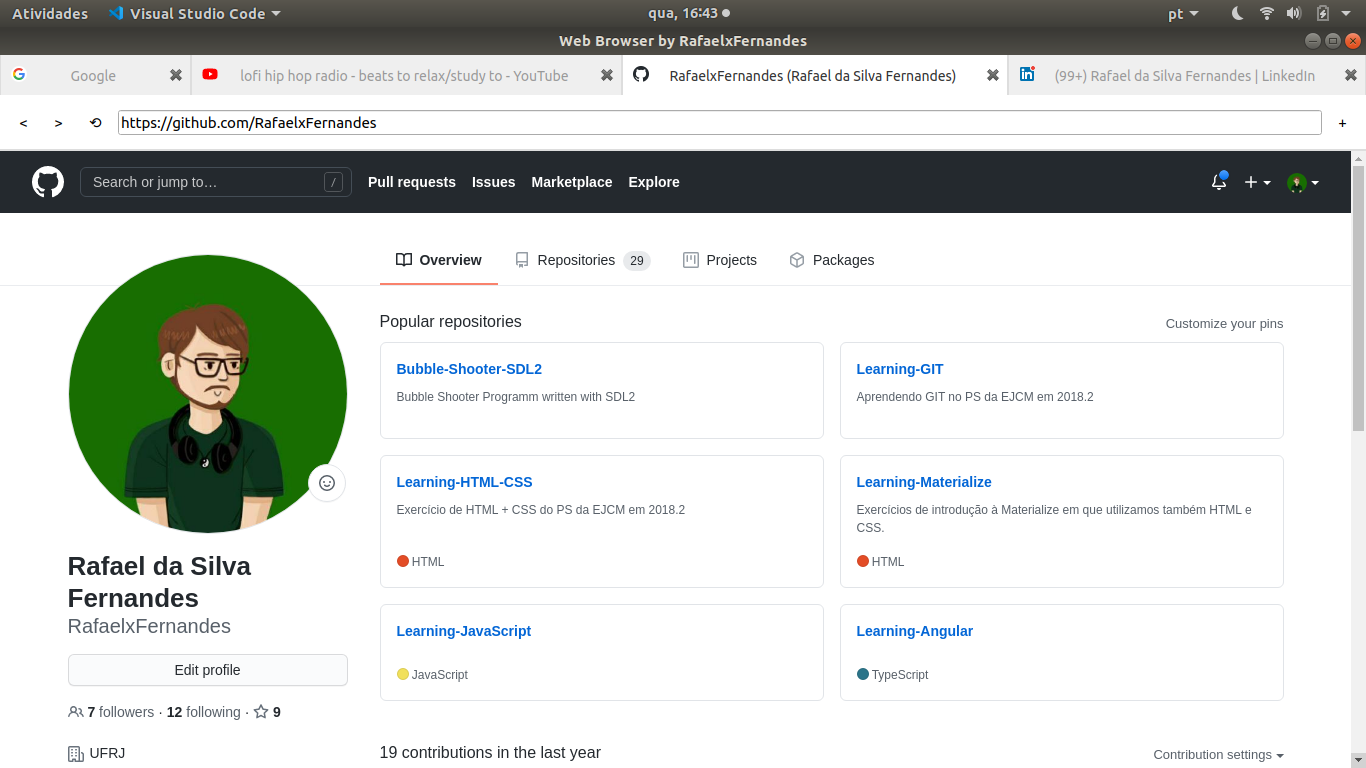 Atividades Visual Studio Code qua, 16:43 pt
Web Browser by RafaelxFernandes
Google lofi hip hop radio - beats to relax/study to - YouTube RafaelxFernandes (Rafael da Silva Fernandes) (99+) Rafael da Silva Fernandes | LinkedIn
< > ⟲ https://github.com/RafaelxFernandes +
Search or jump to… / Pull requests Issues Marketplace Explore
Overview Repositories 29 Projects Packages
Popular repositories Customize your pins
Bubble-Shooter-SDL2
Bubble Shooter Programm written with SDL2
Learning-GIT
Aprendendo GIT no PS da EJCM em 2018.2
Learning-HTML-CSS
Exercício de HTML + CSS do PS da EJCM em 2018.2
HTML
Learning-Materialize
Exercícios de introdução à Materialize em que utilizamos também HTML e
CSS.
HTML
Learning-JavaScript
JavaScript
Learning-Angular
TypeScript
Rafael da Silva
Fernandes
RafaelxFernandes
Edit profile
7 followers · 12 following · 9
UFRJ
19 contributions in the last year Contribution settings